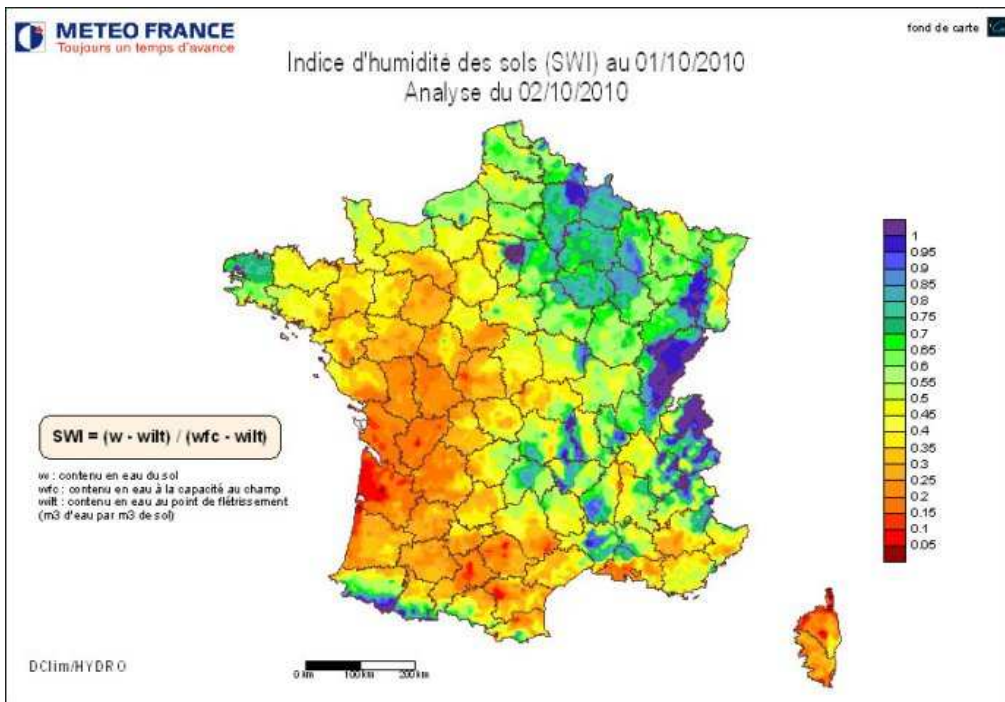 METEO FRANCE
Toujours un temps d'avance
fond de carte
Indice d'humidité des sols (SWI) au 01/10/2010
Analyse du 02/10/2010
1
0.95
0.9
0.85
0.8
0.75
0.7
0.65
0.6
0.55
0.5
0.45
0.4
0.35
0.3
0.25
0.2
0.15
0.1
0.05
SWI = (w - wilt) / (wfc - wilt)
w : contenu en eau du sol
wfc : contenu en eau à la capacité au champ
wilt : contenu en eau au point de flétrissement
(m3 d'eau par m3 de sol)
DClim/HYDRO
0 km 100 km 200 km